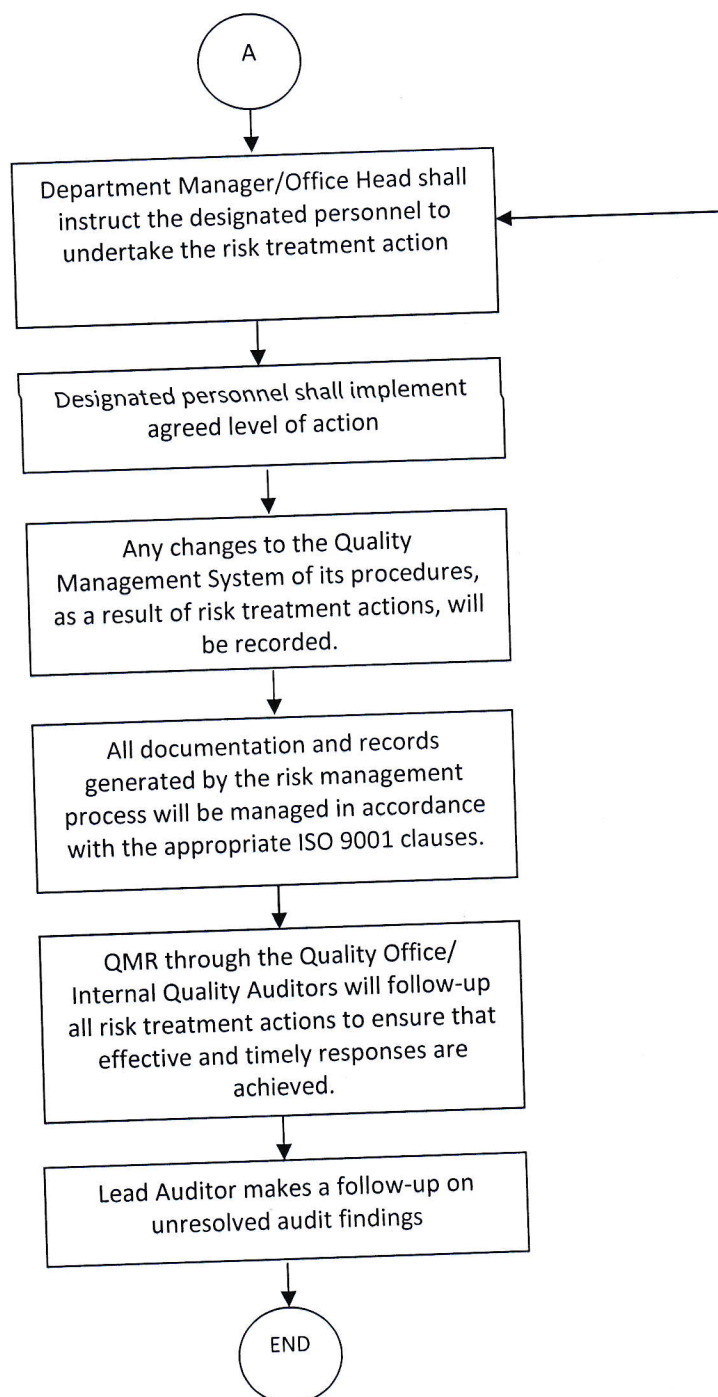 A
Department Manager/Office Head shall
instruct the designated personnel to
undertake the risk treatment action
Designated personnel shall implement
agreed level of action
Any changes to the Quality
Management System of its procedures,
as a result of risk treatment actions, will
be recorded.
All documentation and records
generated by the risk management
process will be managed in accordance
with the appropriate ISO 9001 clauses.
QMR through the Quality Office/
Internal Quality Auditors will follow-up
all risk treatment actions to ensure that
effective and timely responses are
achieved.
Lead Auditor makes a follow-up on
unresolved audit findings
END